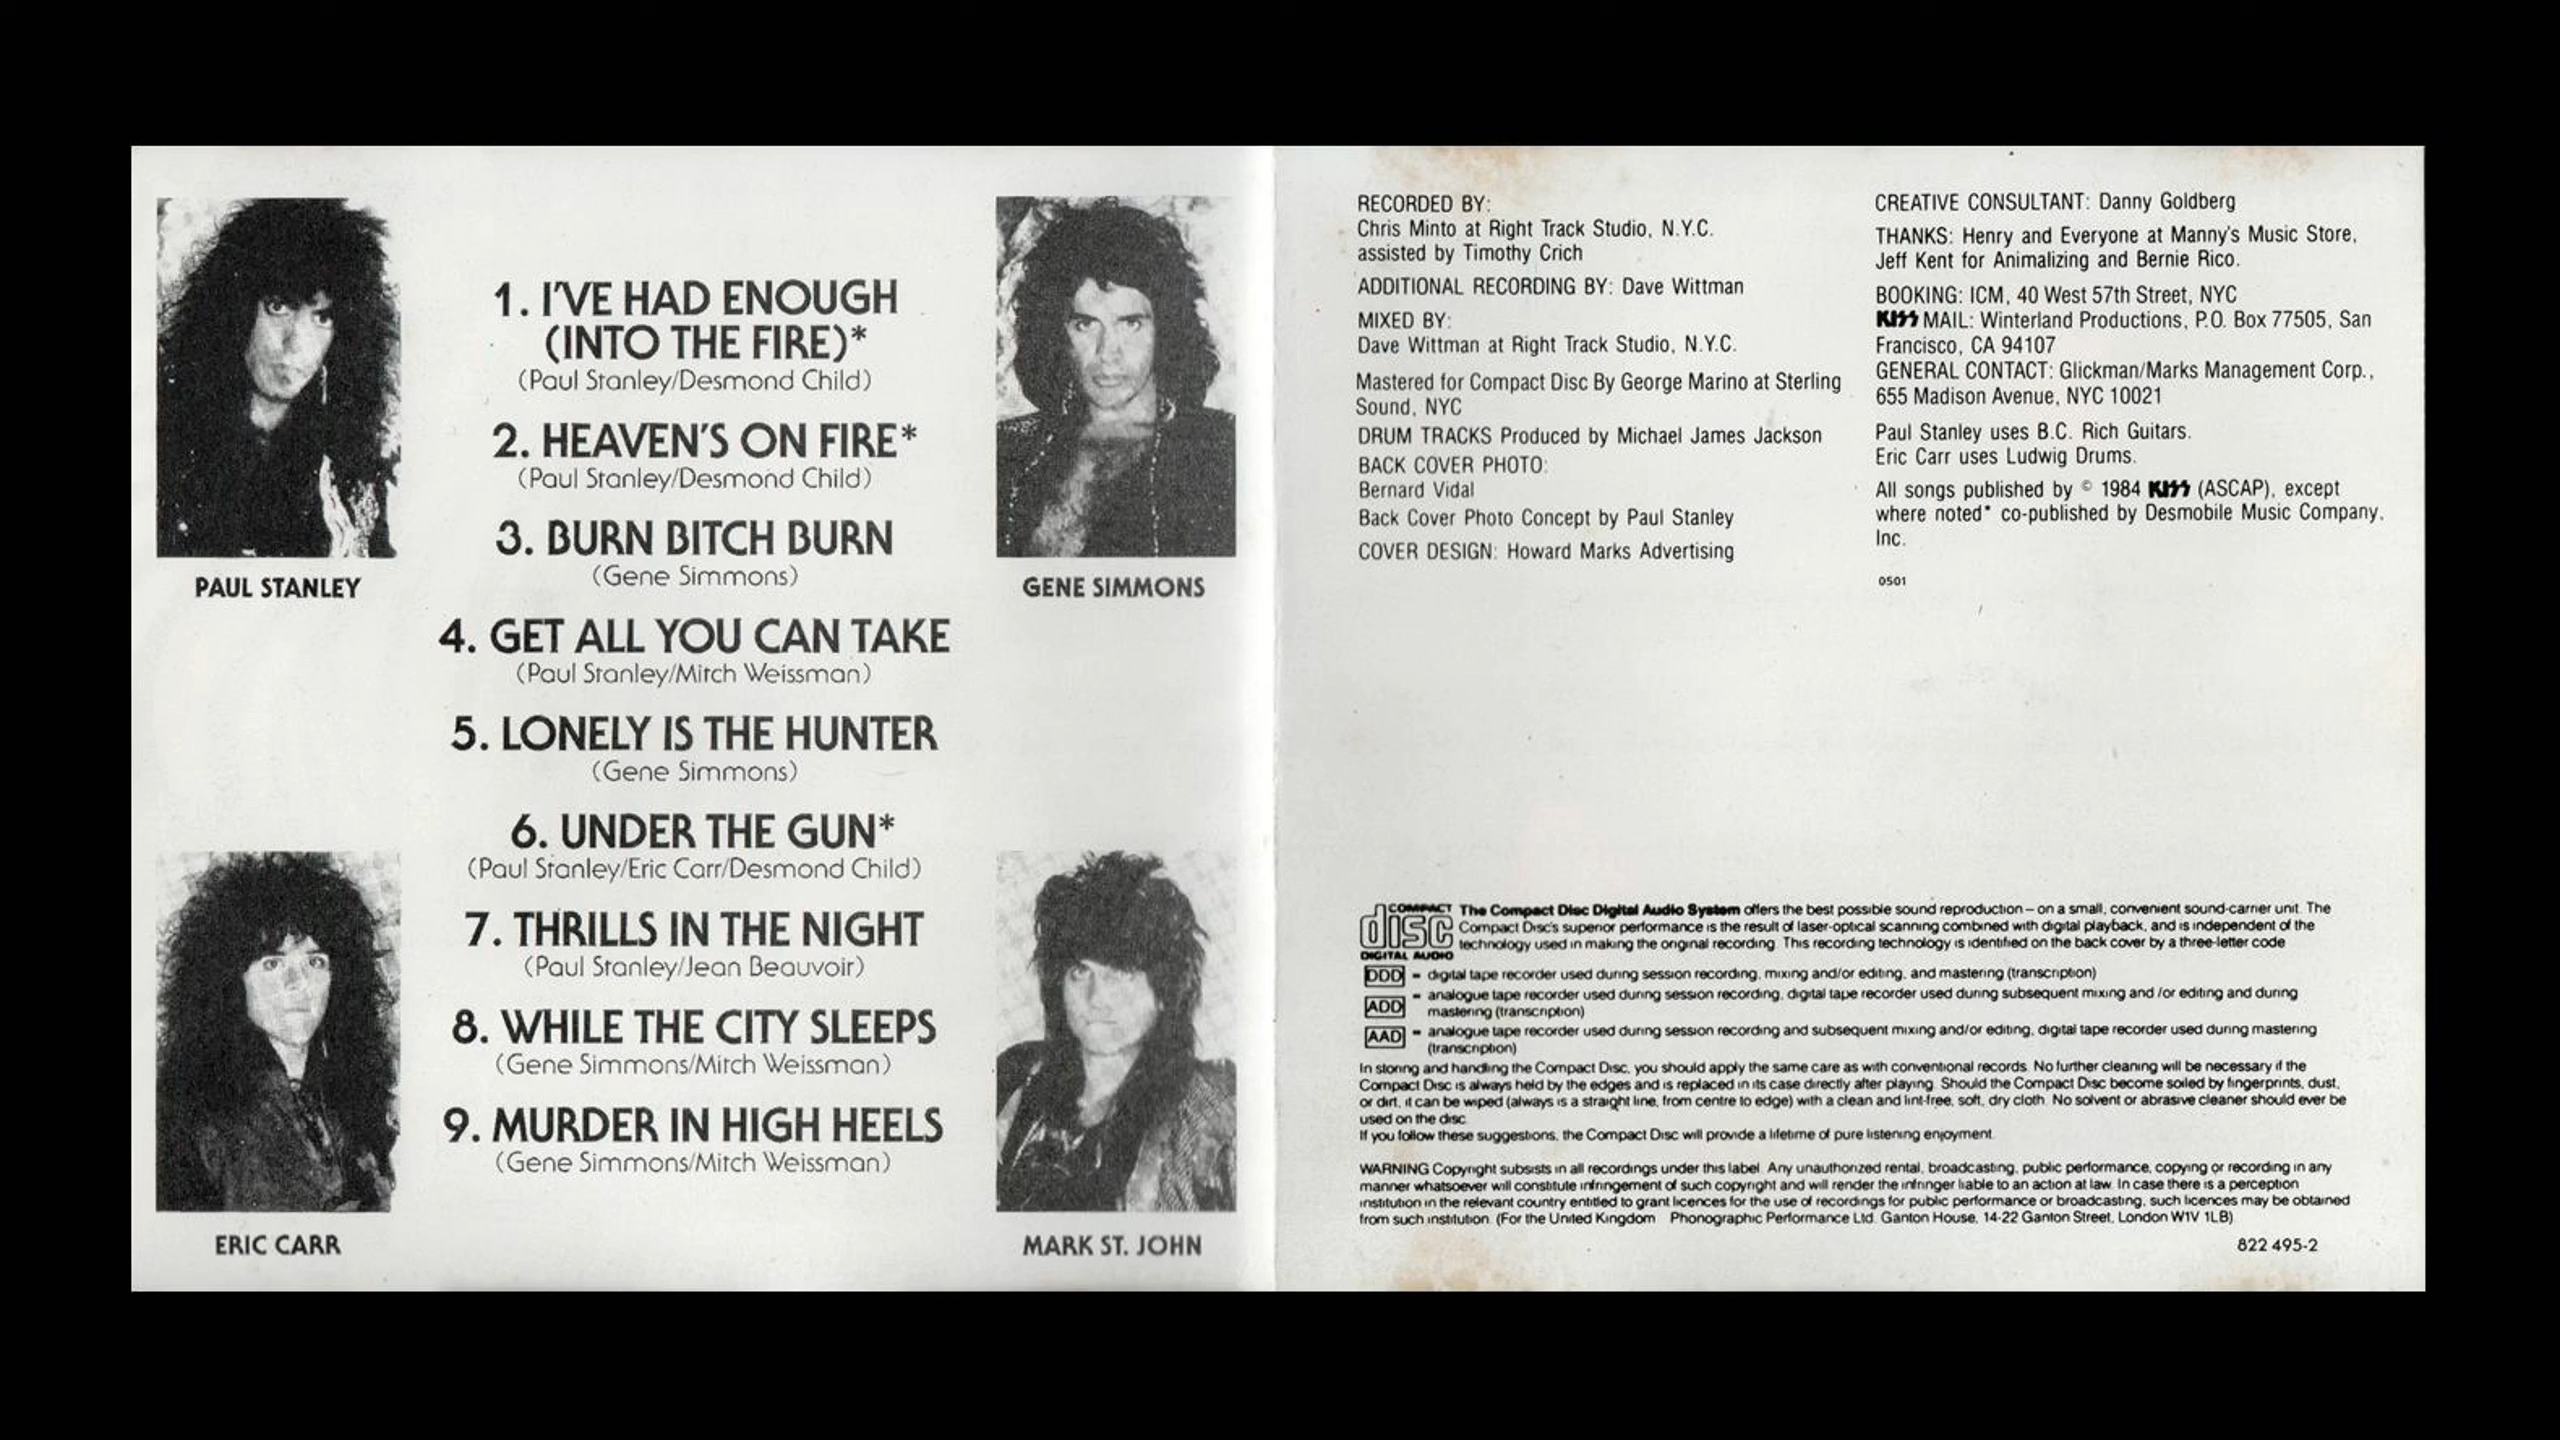 PAUL STANLEY
GENE SIMMONS
1. I'VE HAD ENOUGH
(INTO THE FIRE)*
(Paul Stanley/Desmond Child)
2. HEAVEN'S ON FIRE*
(Paul Stanley/Desmond Child)
3. BURN BITCH BURN
(Gene Simmons)
4. GET ALL YOU CAN TAKE
(Paul Stanley/Mitch Weissman)
5. LONELY IS THE HUNTER
(Gene Simmons)
6. UNDER THE GUN*
(Paul Stanley/Eric Carr/Desmond Child)
7. THRILLS IN THE NIGHT
(Paul Stanley/Jean Beauvoir)
8. WHILE THE CITY SLEEPS
(Gene Simmons/Mitch Weissman)
9. MURDER IN HIGH HEELS
(Gene Simmons/Mitch Weissman)
ERIC CARR
MARK ST. JOHN
RECORDED BY:
Chris Minto at Right Track Studio, N.Y.C.
assisted by Timothy Crich
ADDITIONAL RECORDING BY: Dave Wittman
MIXED BY:
Dave Wittman at Right Track Studio, N.Y.C.
Mastered for Compact Disc By George Marino at Sterling
Sound, NYC
DRUM TRACKS Produced by Michael James Jackson
BACK COVER PHOTO:
Bernard Vidal
Back Cover Photo Concept by Paul Stanley
COVER DESIGN: Howard Marks Advertising
CREATIVE CONSULTANT: Danny Goldberg
THANKS: Henry and Everyone at Manny's Music Store,
Jeff Kent for Animalizing and Bernie Rico.
BOOKING: ICM, 40 West 57th Street, NYC
KISS MAIL: Winterland Productions, P.O. Box 77505, San
Francisco, CA 94107
GENERAL CONTACT: Glickman/Marks Management Corp.,
655 Madison Avenue, NYC 10021
Paul Stanley uses B.C. Rich Guitars.
Eric Carr uses Ludwig Drums.
All songs published by © 1984 KISS (ASCAP), except
where noted* co-published by Desmobile Music Company,
Inc.
0501
COMPACT disc DIGITAL AUDIO
The Compact Disc Digital Audio System offers the best possible sound reproduction – on a small, convenient sound-carrier unit. The
Compact Disc's superior performance is the result of laser-optical scanning combined with digital playback, and is independent of the
technology used in making the original recording. This recording technology is identified on the back cover by a three-letter code
DDD = digital tape recorder used during session recording, mixing and/or editing, and mastering (transcription)
ADD = analogue tape recorder used during session recording, digital tape recorder used during subsequent mixing and /or editing and during
mastering (transcription)
AAD = analogue tape recorder used during session recording and subsequent mixing and/or editing, digital tape recorder used during mastering
(transcription)
In storing and handling the Compact Disc, you should apply the same care as with conventional records. No further cleaning will be necessary if the
Compact Disc is always held by the edges and is replaced in its case directly after playing. Should the Compact Disc become soiled by fingerprints, dust,
or dirt, it can be wiped (always is a straight line, from centre to edge) with a clean and lint-free, soft, dry cloth. No solvent or abrasive cleaner should ever be
used on the disc.
If you follow these suggestions, the Compact Disc will provide a lifetime of pure listening enjoyment.
WARNING Copyright subsists in all recordings under this label. Any unauthorized rental, broadcasting, public performance, copying or recording in any
manner whatsoever will constitute infringement of such copyright and will render the infringer liable to an action at law. In case there is a perception
institution in the relevant country entitled to grant licences for the use of recordings for public performance or broadcasting, such licences may be obtained
from such institution. (For the United Kingdom Phonographic Performance Ltd. Ganton House, 14-22 Ganton Street, London W1V 1LB)
822 495-2